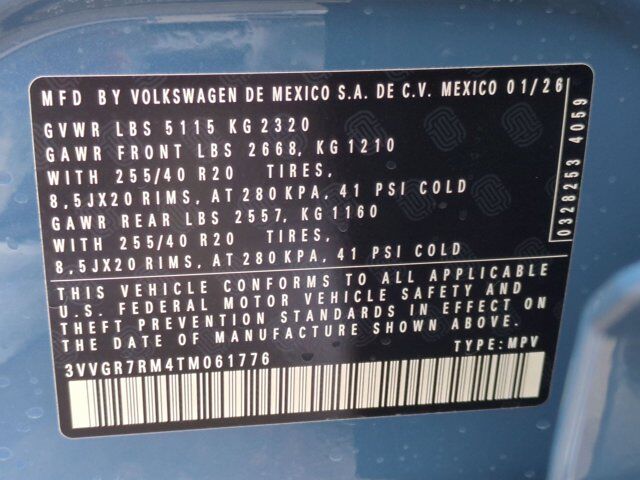 MFD BY VOLKSWAGEN DE MEXICO S.A. DE C.V. MEXICO 01/26
GVWR LBS 5115 KG 2320
GAWR FRONT LBS 2668, KG 1210
WITH 255/40 R20 TIRES,
8,5JX20 RIMS, AT 280 KPA, 41 PSI COLD
GAWR REAR LBS 2557, KG 1160
WITH 255/40 R20 TIRES,
8,5JX20 RIMS, AT 280 KPA, 41 PSI COLD
THIS VEHICLE CONFORMS TO ALL APPLICABLE
U.S. FEDERAL MOTOR VEHICLE SAFETY AND
THEFT PREVENTION STANDARDS IN EFFECT ON
THE DATE OF MANUFACTURE SHOWN ABOVE.
3VVGR7RM4TM061776 TYPE: MPV
0328253 4059